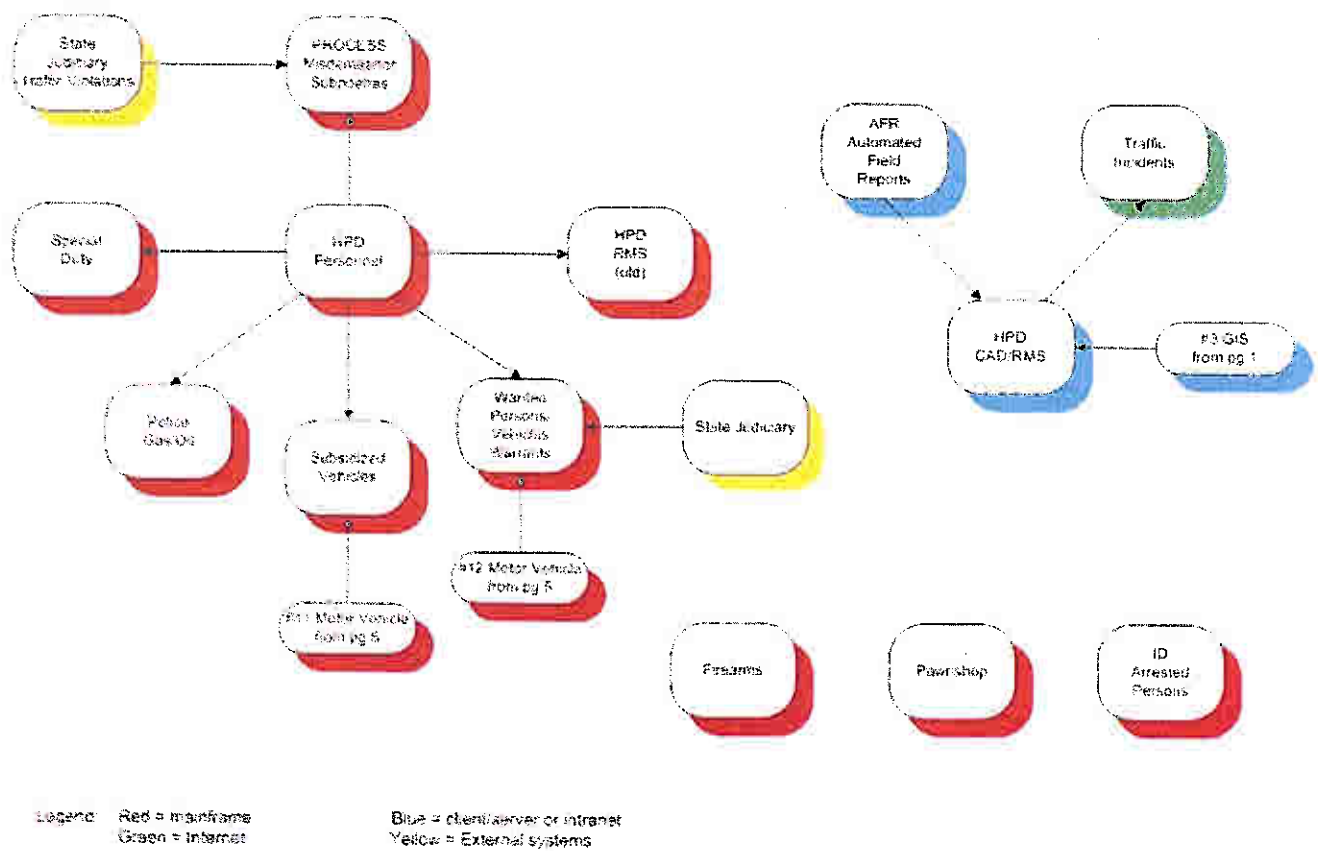 State
Judiciary
Traffic Violations
PROCESS
Misdemeanor
Subpoenas
AFR
Automated
Field
Reports
Traffic
Incidents
Special
Duty
HPD
Personnel
HPD
RMS
(old)
HPD
CAD/RMS
#3 GIS
from pg 1
Police
Gas/Oil
Subsidized
Vehicles
Wanted
Persons,
Vehicles
Warrants
State Judiciary
#12 Motor Vehicle
from pg 5
#11 Motor Vehicle
from pg 5
Firearms
Pawnshop
ID
Arrested
Persons
Legend: Red = mainframe Blue = client/server or intranet
Green = Internet Yellow = External systems